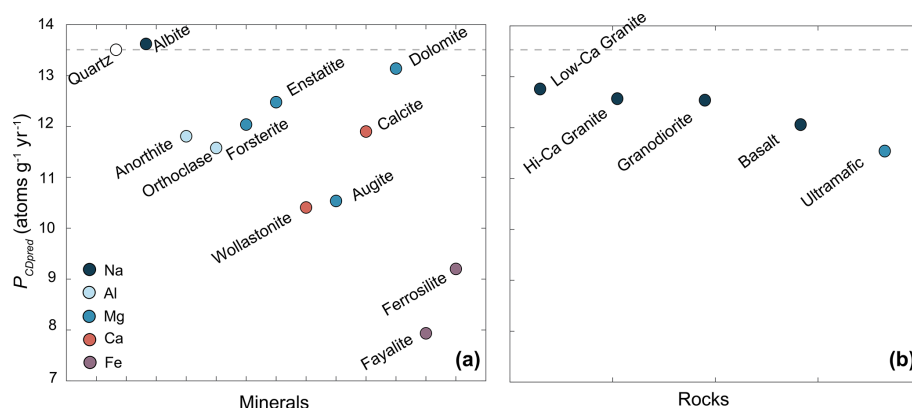 14
13
12
11
10
9
8
7
P_CDpred (atoms g⁻¹ yr⁻¹)
Quartz
Albite
Anorthite
Orthoclase
Forsterite
Enstatite
Dolomite
Calcite
Wollastonite
Augite
Ferrosilite
Fayalite
Na
Al
Mg
Ca
Fe
(a)
Minerals
Low-Ca Granite
Hi-Ca Granite
Granodiorite
Basalt
Ultramafic
(b)
Rocks